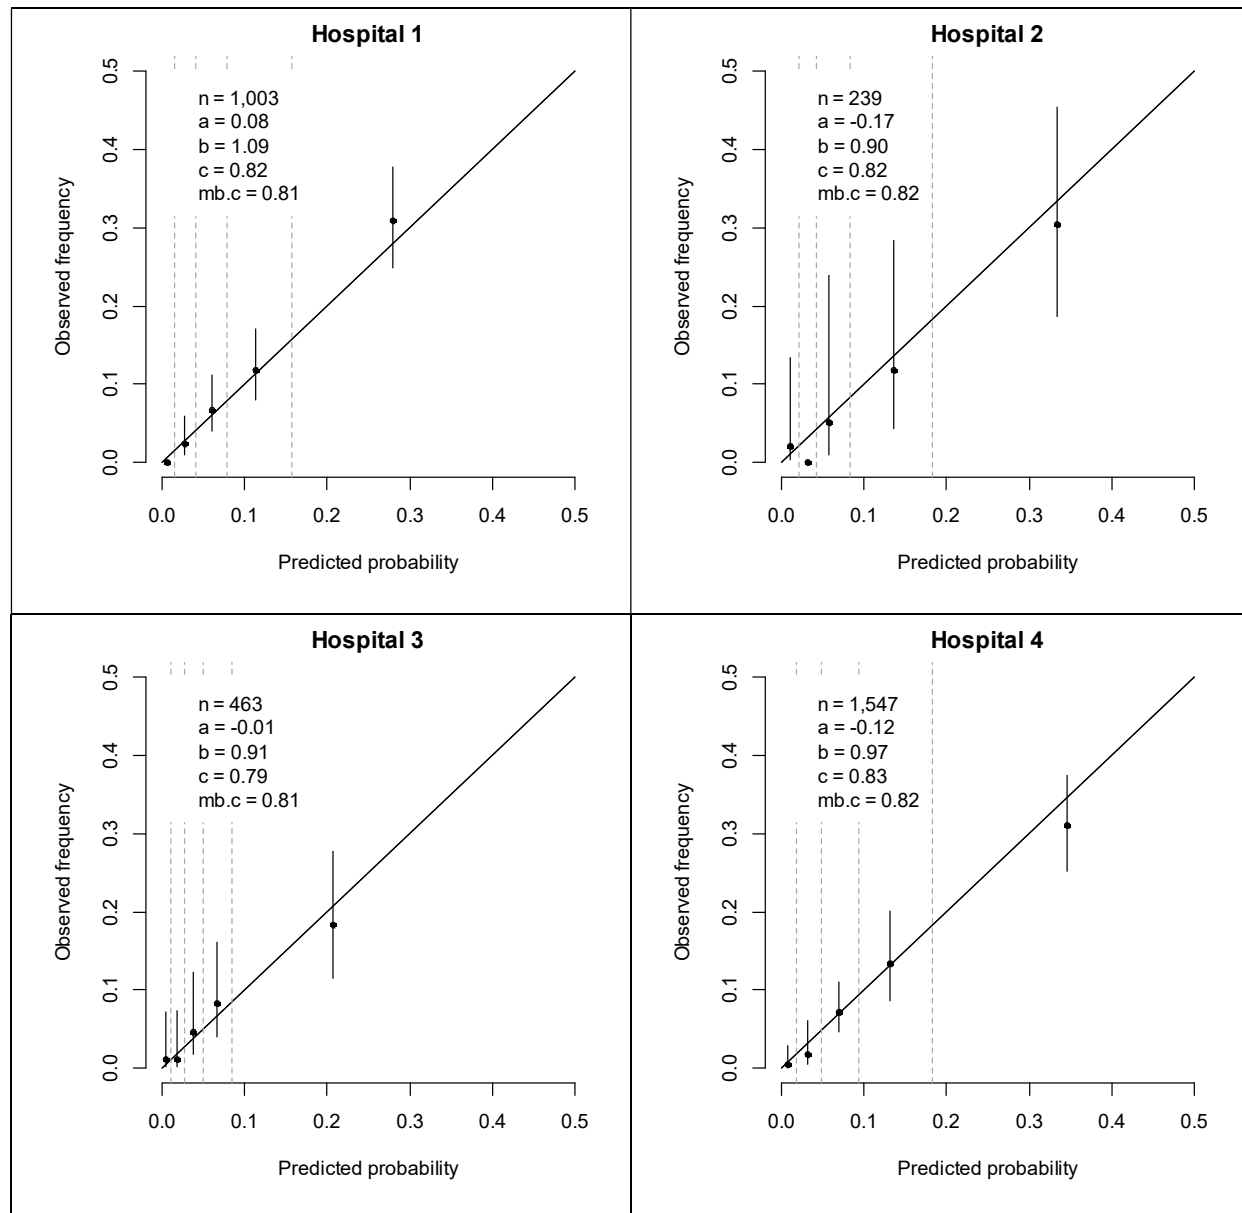 Hospital 1
n = 1,003
a = 0.08
b = 1.09
c = 0.82
mb.c = 0.81
Observed frequency
0.0 0.1 0.2 0.3 0.4 0.5
0.0 0.1 0.2 0.3 0.4 0.5
Predicted probability
Hospital 2
n = 239
a = -0.17
b = 0.90
c = 0.82
mb.c = 0.82
Observed frequency
0.0 0.1 0.2 0.3 0.4 0.5
0.0 0.1 0.2 0.3 0.4 0.5
Predicted probability
Hospital 3
n = 463
a = -0.01
b = 0.91
c = 0.79
mb.c = 0.81
Observed frequency
0.0 0.1 0.2 0.3 0.4 0.5
0.0 0.1 0.2 0.3 0.4 0.5
Predicted probability
Hospital 4
n = 1,547
a = -0.12
b = 0.97
c = 0.83
mb.c = 0.82
Observed frequency
0.0 0.1 0.2 0.3 0.4 0.5
0.0 0.1 0.2 0.3 0.4 0.5
Predicted probability